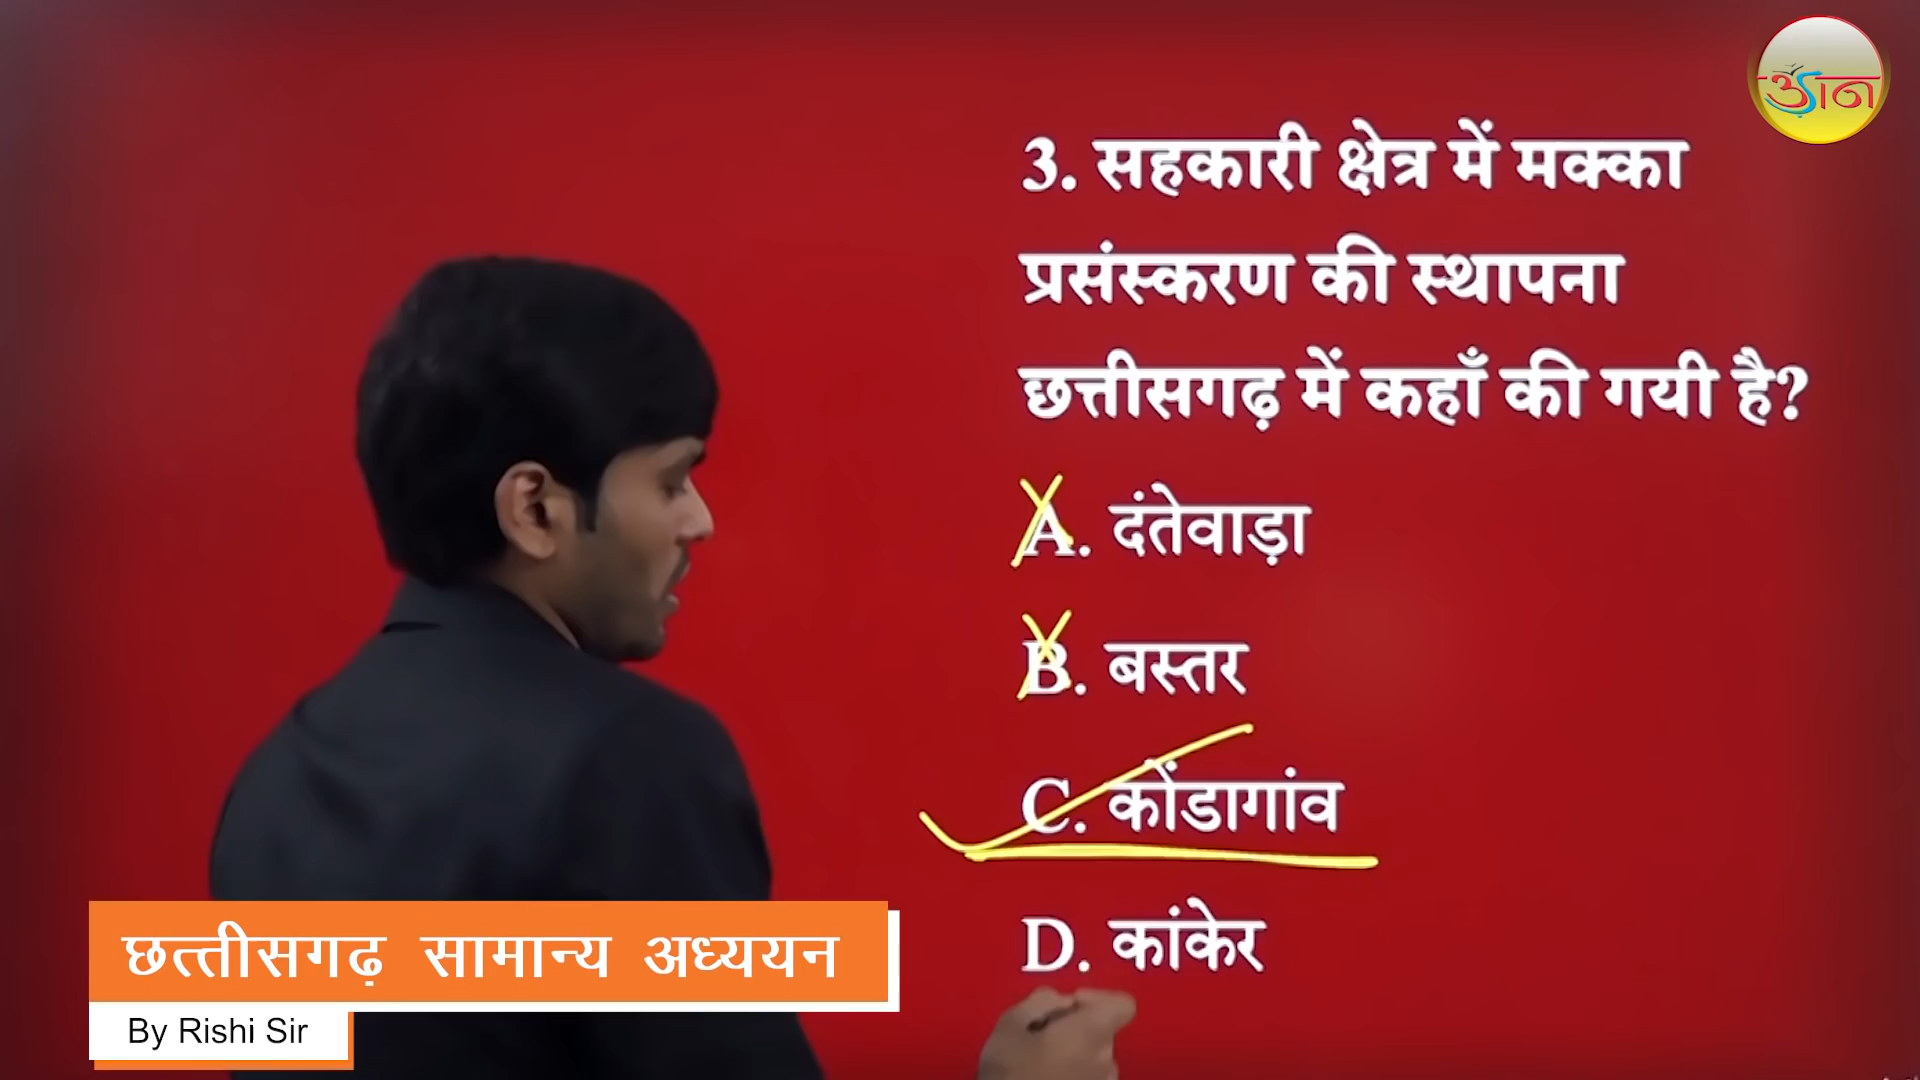 उड़ान
3. सहकारी क्षेत्र में मक्का
प्रसंस्करण की स्थापना
छत्तीसगढ़ में कहाँ की गयी है?
A. दंतेवाड़ा
B. बस्तर
C. कोंडागांव
D. कांकेर
छत्तीसगढ़ सामान्य अध्ययन
By Rishi Sir